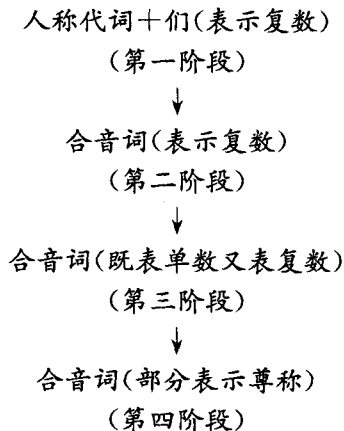 人称代词+们(表示复数)
(第一阶段)
合音词(表示复数)
(第二阶段)
合音词(既表单数又表复数)
(第三阶段)
合音词(部分表示尊称)
(第四阶段)